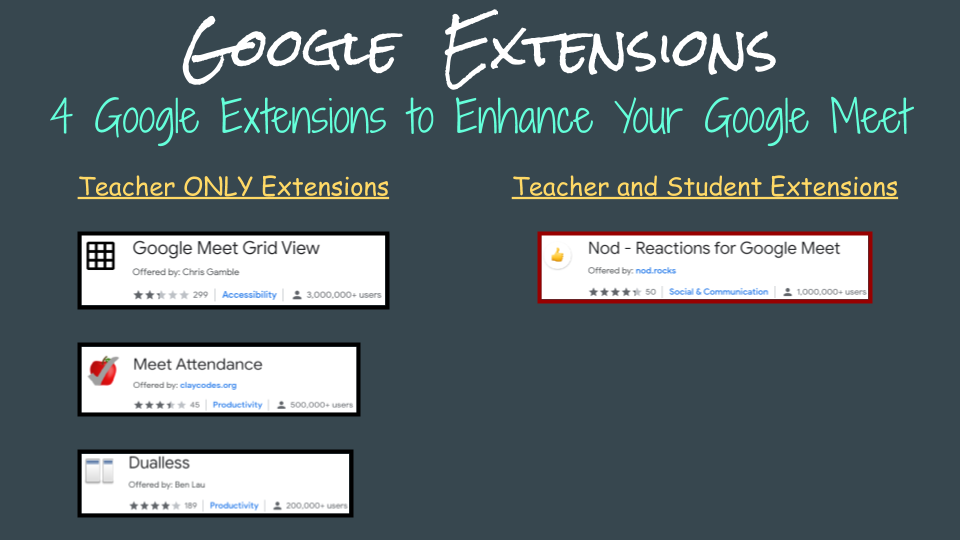 Google Extensions
4 Google Extensions to Enhance Your Google Meet
Teacher ONLY Extensions
Google Meet Grid View
Offered by: Chris Gamble
299 Accessibility 3,000,000+ users
Meet Attendance
Offered by: claycodes.org
45 Productivity 500,000+ users
Dualless
Offered by: Ben Lau
189 Productivity 200,000+ users
Teacher and Student Extensions
Nod - Reactions for Google Meet
Offered by: nod.rocks
50 Social & Communication 1,000,000+ users